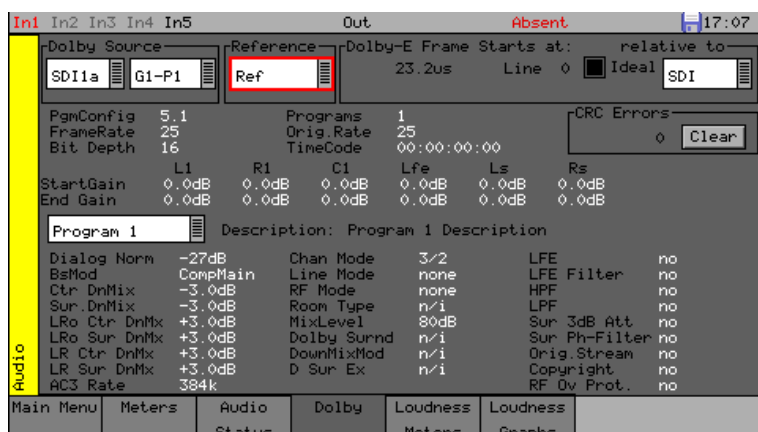 In1 In2 In3 In4 In5 Out Absent 17:07
Dolby Source Reference Dolby-E Frame Starts at: relative to
SDI1a G1-P1 Ref 23.2us Line 0 Ideal SDI
PgmConfig 5.1 Programs 1 CRC Errors
FrameRate 25 Orig.Rate 25 0 Clear
Bit Depth 16 TimeCode 00:00:00:00
L1 R1 C1 Lfe Ls Rs
StartGain 0.0dB 0.0dB 0.0dB 0.0dB 0.0dB 0.0dB
End Gain 0.0dB 0.0dB 0.0dB 0.0dB 0.0dB 0.0dB
Program 1 Description: Program 1 Description
Dialog Norm -27dB Chan Mode 3/2 LFE no
BsMod CompMain Line Mode none LFE Filter no
Ctr DnMix -3.0dB RF Mode none HPF no
Sur.DnMix -3.0dB Room Type n/i LPF no
LRo Ctr DnMx +3.0dB MixLevel 80dB Sur 3dB Att no
LRo Sur DnMx +3.0dB Dolby Surnd n/i Sur Ph-Filter no
LR Ctr DnMx +3.0dB DownMixMod n/i Orig.Stream no
LR Sur DnMx +3.0dB D Sur Ex n/i Copyright no
AC3 Rate 384k RF Ov Prot. no
Audio
Main Menu Meters Audio Dolby Loudness Loudness
Status Meters Graphs